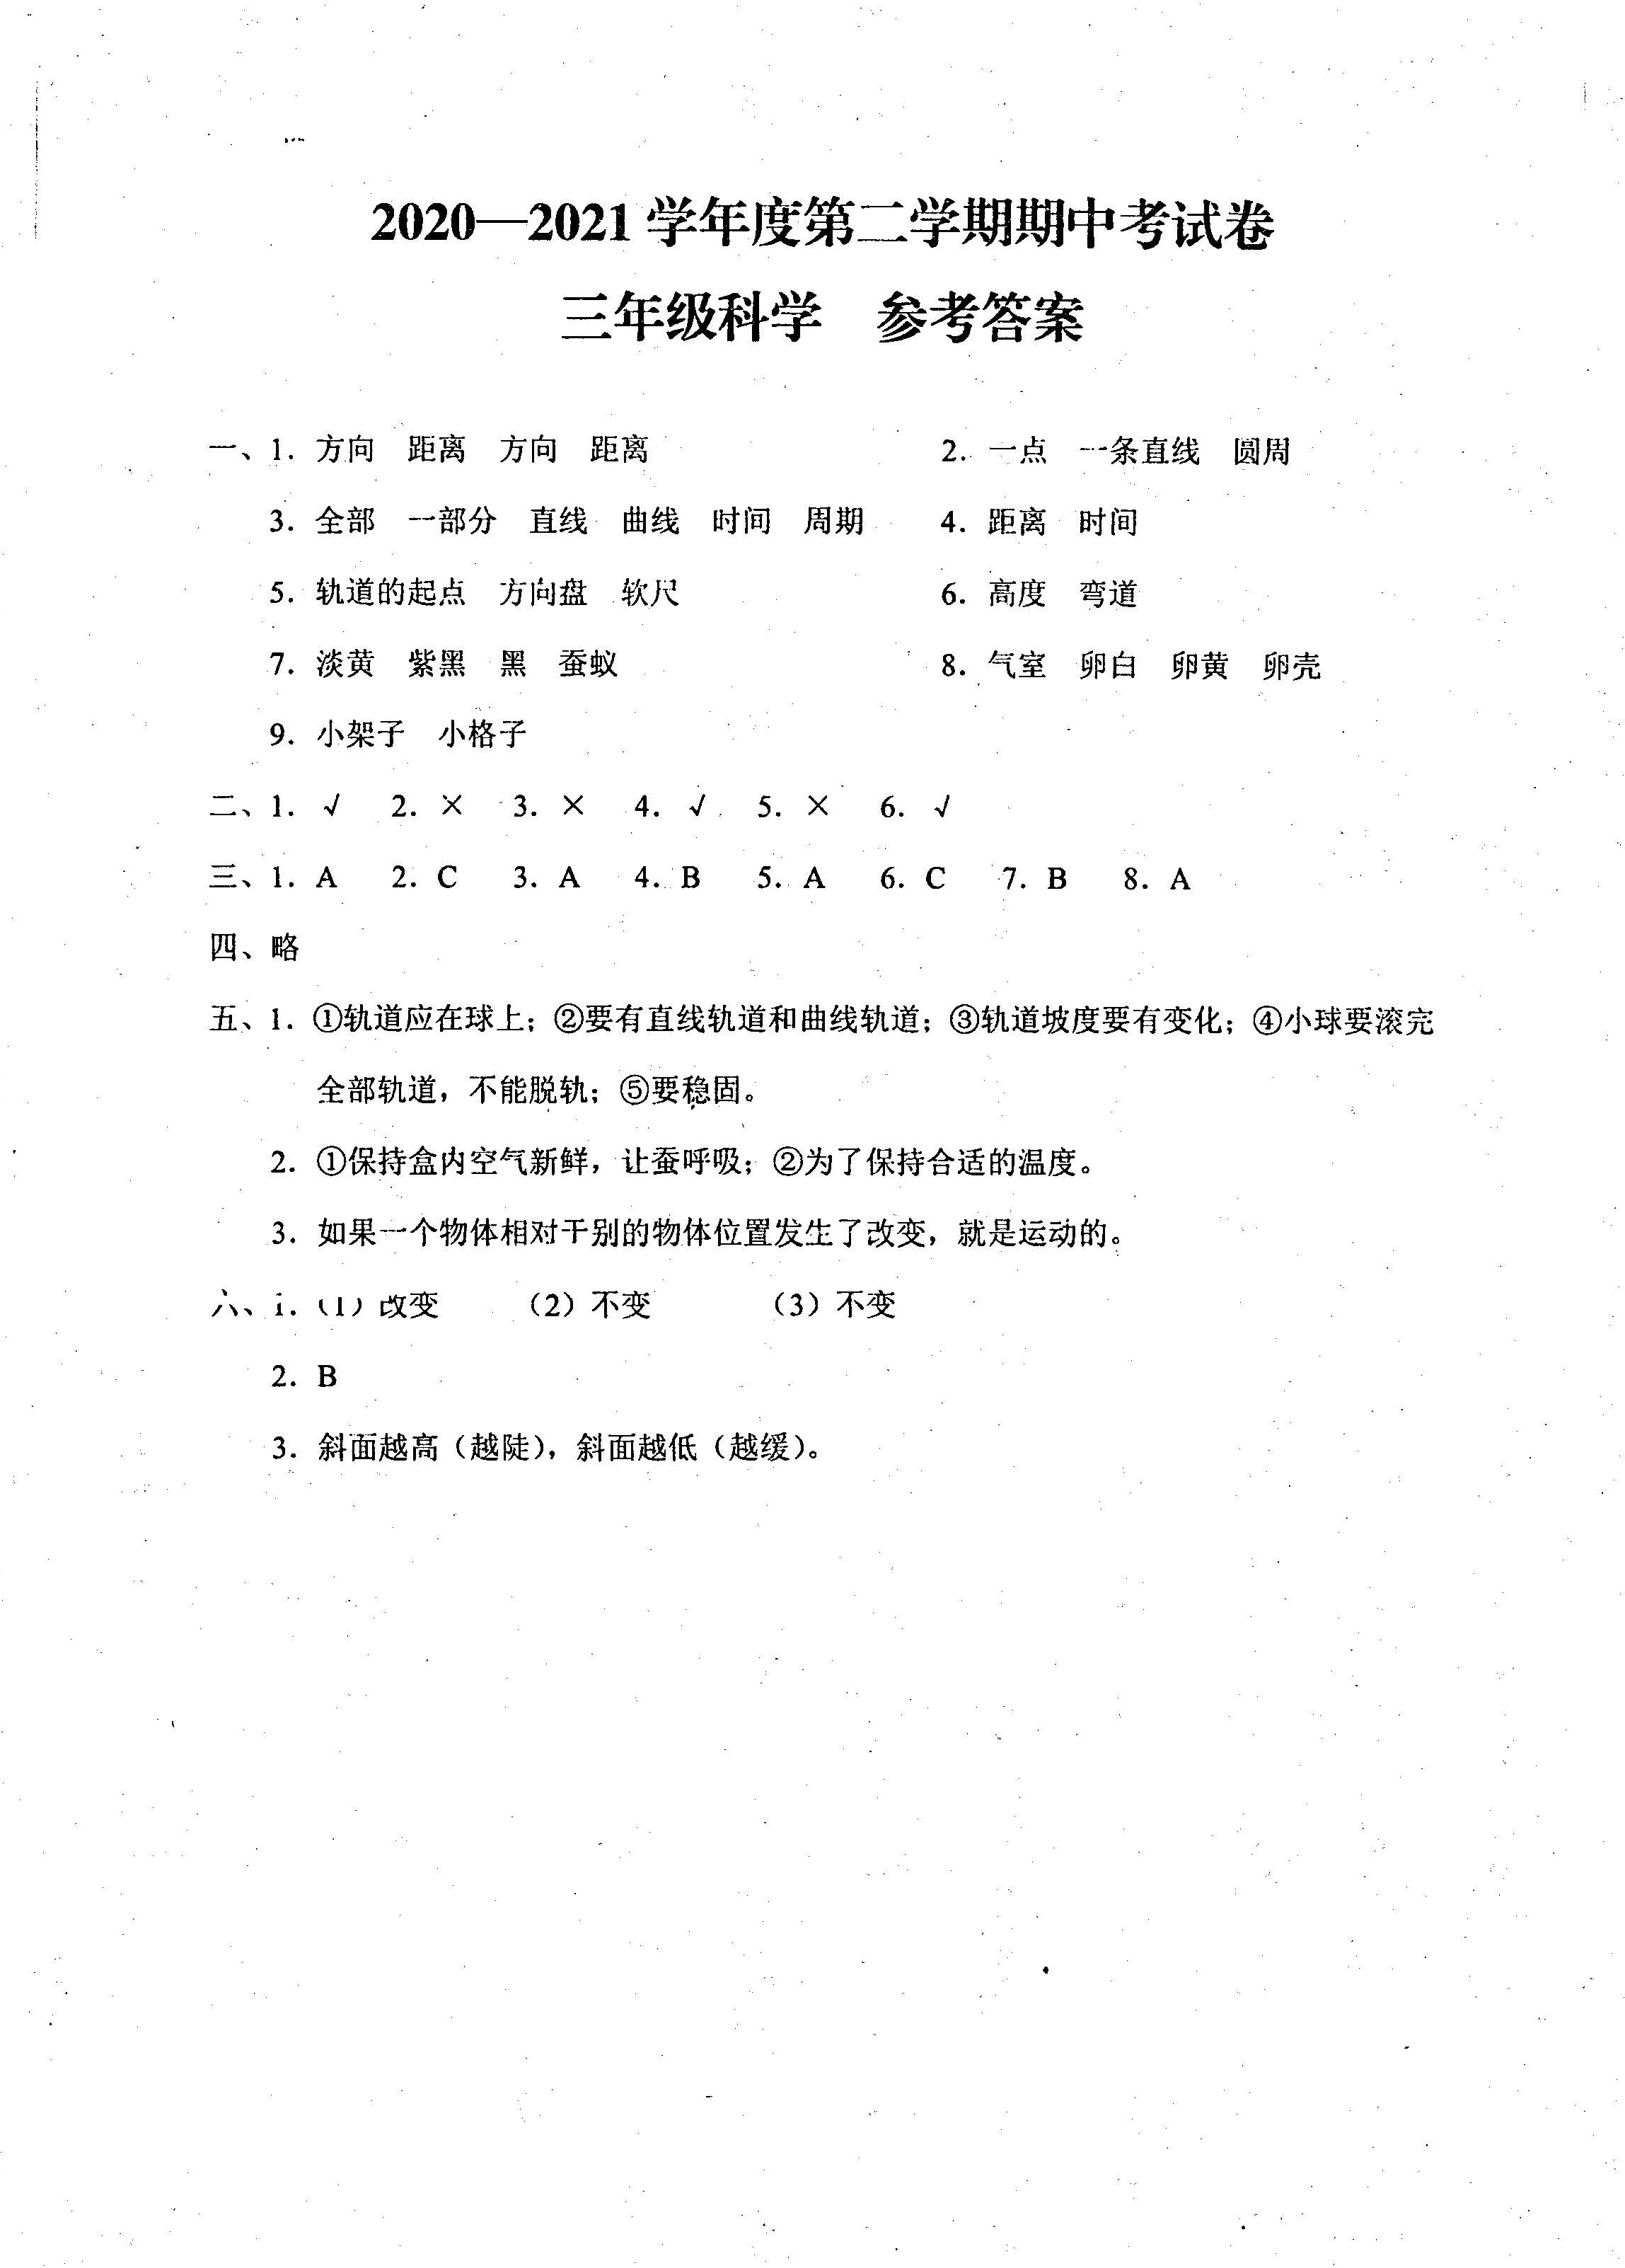 2020—2021 学年度第二学期期中考试卷
三年级科学 参考答案
一、1. 方向 距离 方向 距离 2. 一点 一条直线 圆周
3. 全部 一部分 直线 曲线 时间 周期 4. 距离 时间
5. 轨道的起点 方向盘 软尺 6. 高度 弯道
7. 淡黄 紫黑 黑 蚕蚁 8. 气室 卵白 卵黄 卵壳
9. 小架子 小格子
二、1. √ 2. × 3. × 4. √ 5. × 6. √
三、1. A 2. C 3. A 4. B 5. A 6. C 7. B 8. A
四、略
五、1. ①轨道应在球上；②要有直线轨道和曲线轨道；③轨道坡度要有变化；④小球要滚完
全部轨道，不能脱轨；⑤要稳固。
2. ①保持盒内空气新鲜，让蚕呼吸；②为了保持合适的温度。
3. 如果一个物体相对于别的物体位置发生了改变，就是运动的。
六、1.（1）改变 （2）不变 （3）不变
2. B
3. 斜面越高（越陡），斜面越低（越缓）。